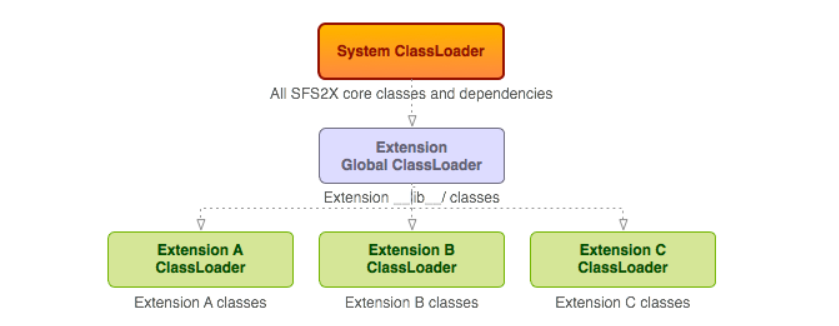 System ClassLoader
All SFS2X core classes and dependencies
Extension
Global ClassLoader
Extension __lib__/ classes
Extension A
ClassLoader
Extension B
ClassLoader
Extension C
ClassLoader
Extension A classes
Extension B classes
Extension C classes